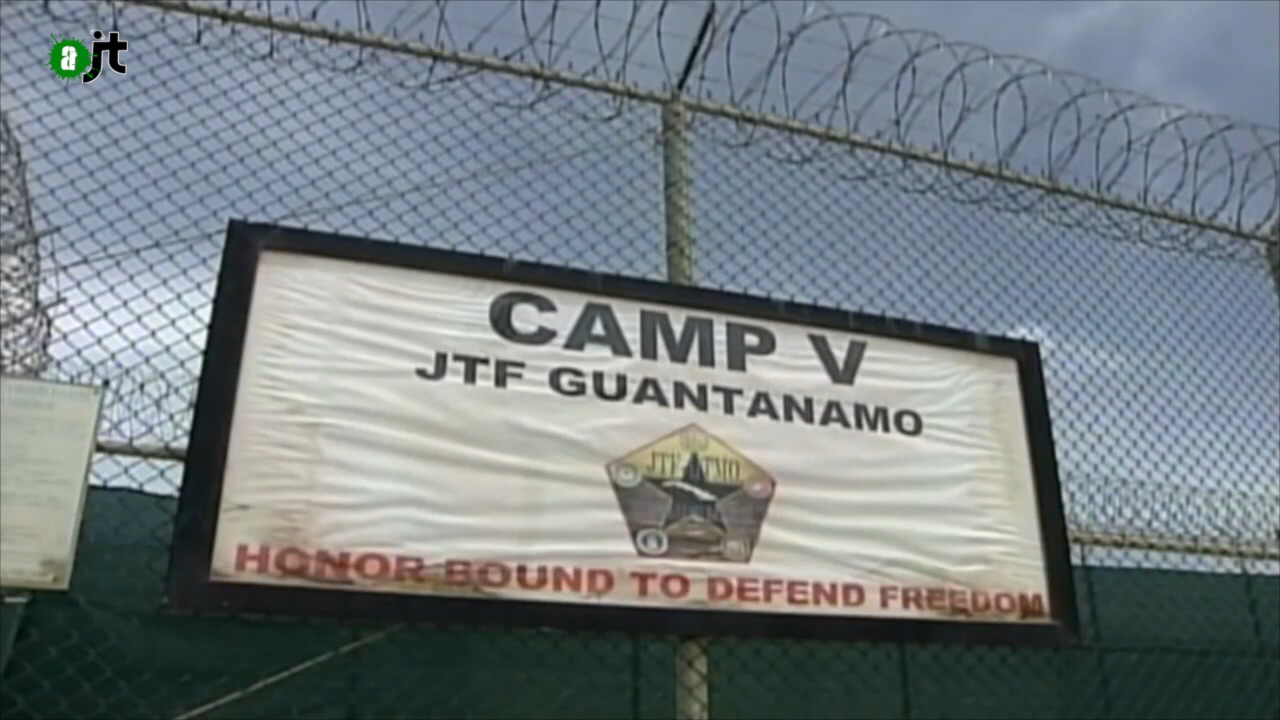 ajt
CAMP V
JTF GUANTANAMO
JTF GTMO
HONOR BOUND TO DEFEND FREEDOM